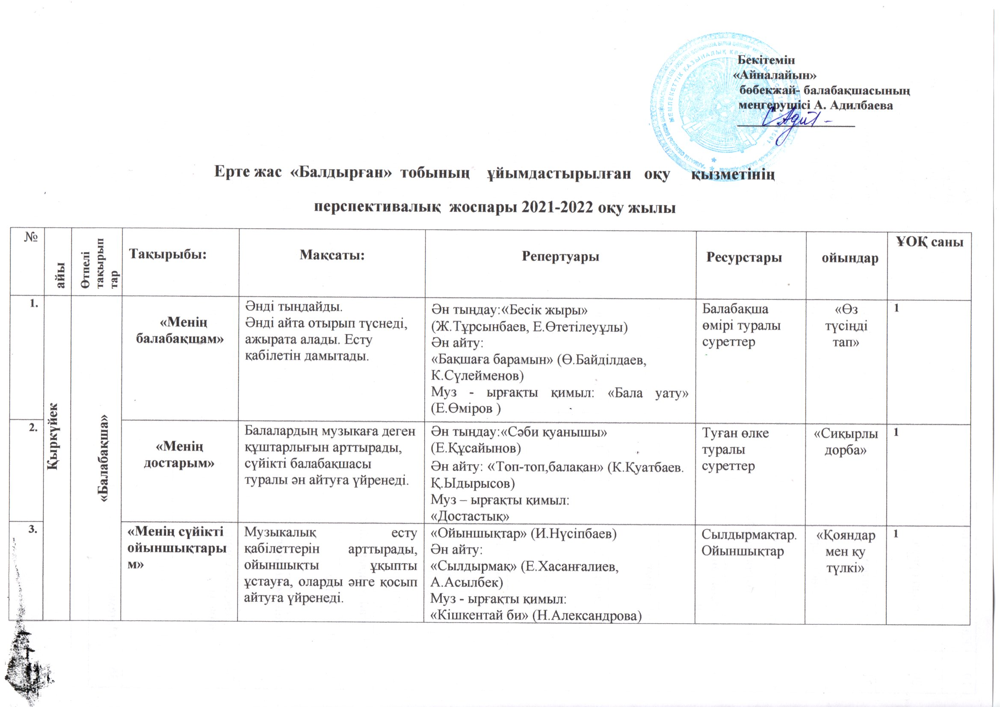 Бекітемін
«Айналайын»
бөбекжай- балабақшасының
меңгерушісі А. Адилбаева
МЕМЛЕКЕТТІК ҚАЗЫНАЛЫҚ
Ерте жас «Балдырған» тобының ұйымдастырылған оқу қызметінің
перспективалық жоспары 2021-2022 оқу жылы
№
айы
Өтпелі
тақырып
тар
Тақырыбы:
Мақсаты:
Репертуары
Ресурстары
ойындар
ҰОҚ саны
Қыркүйек
«Балабақша»
1.
«Менің
балабақшам»
Әнді тыңдайды.
Әнді айта отырып түснеді,
ажырата алады. Есту
қабілетін дамытады.
Ән тыңдау:«Бесік жыры»
(Ж.Тұрсынбаев, Е.Өтетілеуұлы)
Ән айту:
«Бақшаға барамын» (Ө.Байділдаев,
К.Сүлейменов)
Муз - ырғақты қимыл: «Бала уату»
(Е.Өміров )
Балабақша
өмірі туралы
суреттер
«Өз
түсіңді
тап»
1
2.
«Менің
достарым»
Балалардың музыкаға деген
құштарлығын арттырады,
сүйікті балабақшасы
туралы ән айтуға үйренеді.
Ән тыңдау:«Сәби қуанышы»
(Е.Құсайынов)
Ән айту: «Топ-топ,балақан» (К.Қуатбаев.
Қ.Ыдырысов)
Муз – ырғақты қимыл:
«Достастық»
Туған өлке
туралы
суреттер
«Сиқырлы
дорба»
1
3.
«Менің сүйікті
ойыншықтары
м»
Музыкалық есту
қабілеттерін арттырады,
ойыншықты ұқыпты
ұстауға, оларды әнге қосып
айтуға үйренеді.
«Ойыншықтар» (И.Нүсіпбаев)
Ән айту:
«Сылдырмақ» (Е.Хасанғалиев,
А.Асылбек)
Муз - ырғақты қимыл:
«Кішкентай би» (Н.Александрова)
Сылдырмақтар.
Ойыншықтар
«Қояндар
мен қу
түлкі»
1